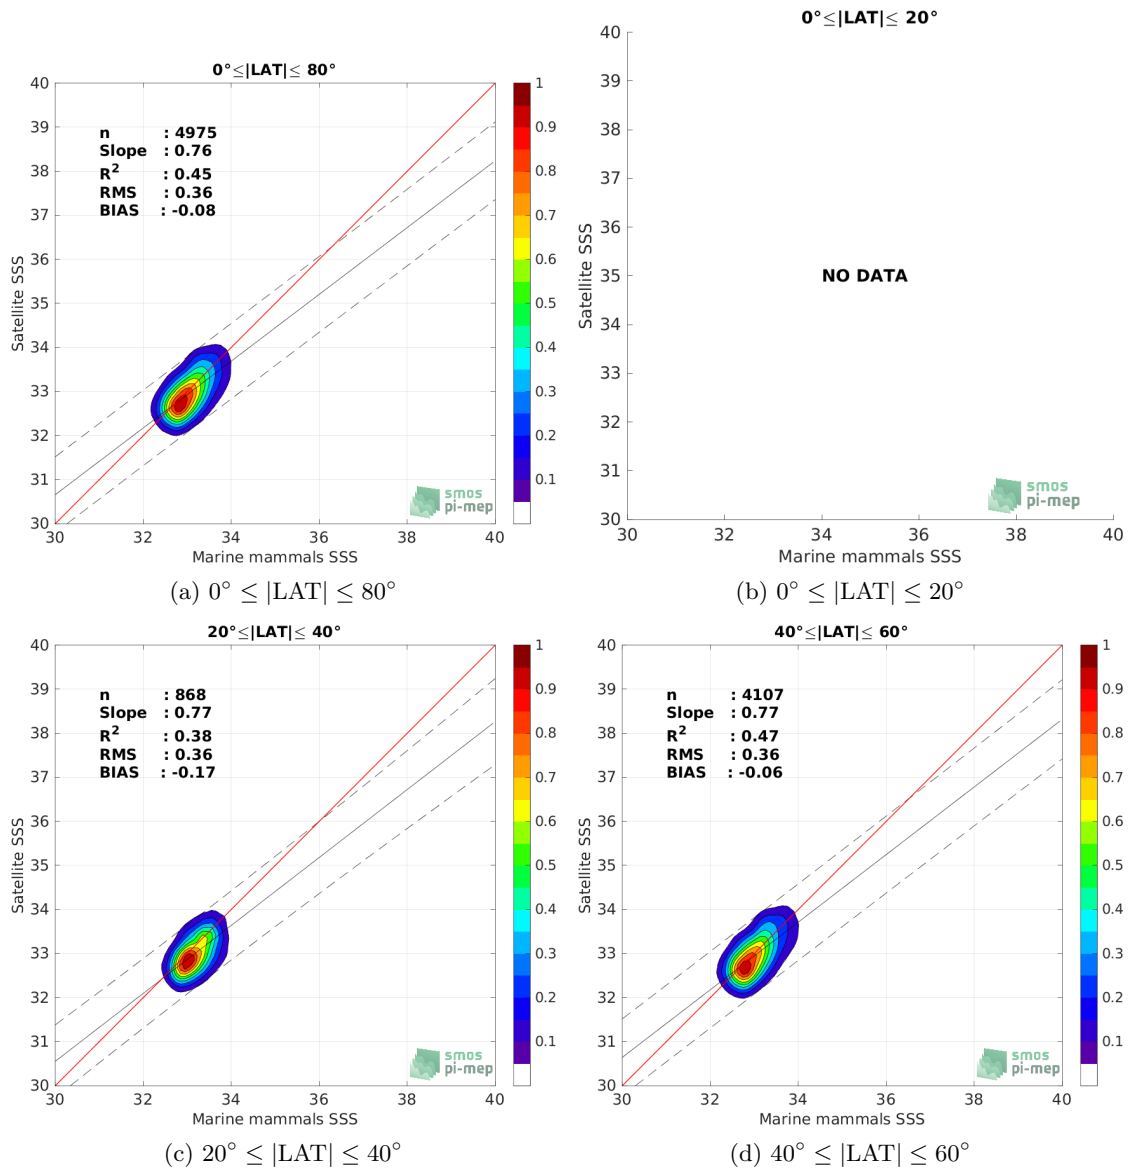 0°≤|LAT|≤ 80°
n : 4975
Slope : 0.76
R² : 0.45
RMS : 0.36
BIAS : -0.08
40
39
38
37
36
35
34
33
32
31
30
Satellite SSS
30 32 34 36 38 40
Marine mammals SSS
1
0.9
0.8
0.7
0.6
0.5
0.4
0.3
0.2
0.1
smos
pi-mep
(a) 0° ≤ |LAT| ≤ 80°
0°≤|LAT|≤ 20°
40
39
38
37
36
35
34
33
32
31
30
Satellite SSS
NO DATA
smos
pi-mep
30 32 34 36 38 40
Marine mammals SSS
(b) 0° ≤ |LAT| ≤ 20°
20°≤|LAT|≤ 40°
n : 868
Slope : 0.77
R² : 0.38
RMS : 0.36
BIAS : -0.17
40
39
38
37
36
35
34
33
32
31
30
Satellite SSS
30 32 34 36 38 40
Marine mammals SSS
1
0.9
0.8
0.7
0.6
0.5
0.4
0.3
0.2
0.1
smos
pi-mep
(c) 20° ≤ |LAT| ≤ 40°
40°≤|LAT|≤ 60°
n : 4107
Slope : 0.77
R² : 0.47
RMS : 0.36
BIAS : -0.06
40
39
38
37
36
35
34
33
32
31
30
Satellite SSS
30 32 34 36 38 40
Marine mammals SSS
1
0.9
0.8
0.7
0.6
0.5
0.4
0.3
0.2
0.1
smos
pi-mep
(d) 40° ≤ |LAT| ≤ 60°